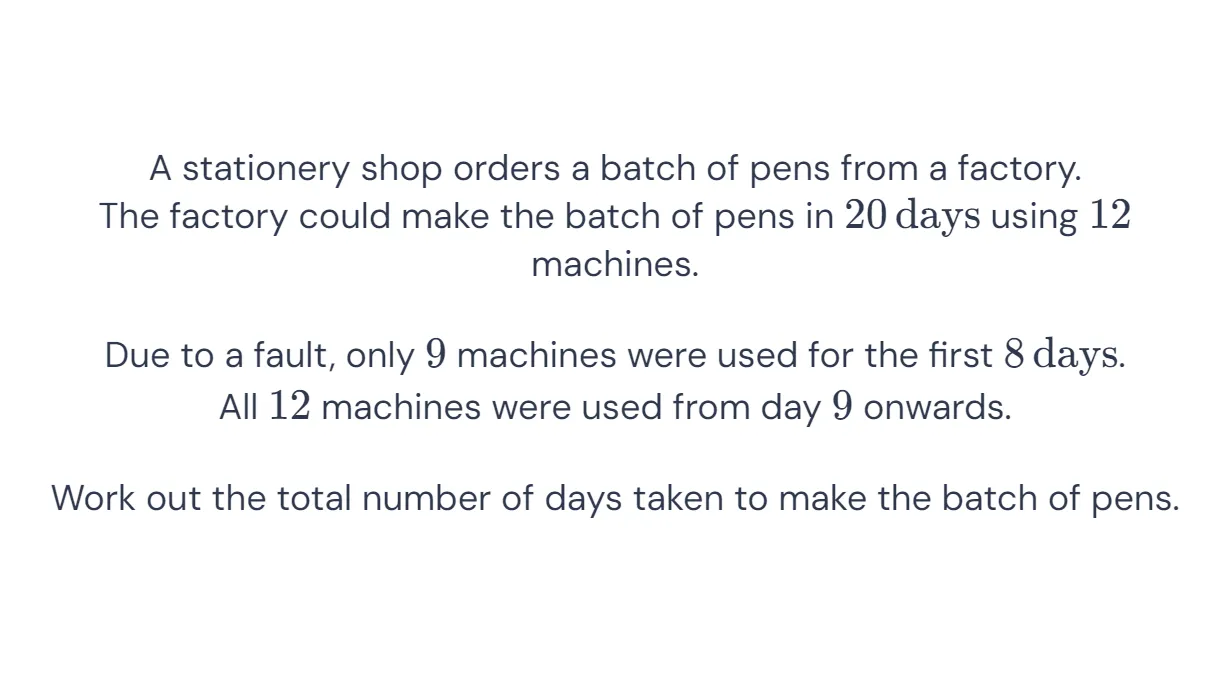 A stationery shop orders a batch of pens from a factory.
The factory could make the batch of pens in 20 days using 12
machines.
Due to a fault, only 9 machines were used for the first 8 days.
All 12 machines were used from day 9 onwards.
Work out the total number of days taken to make the batch of pens.